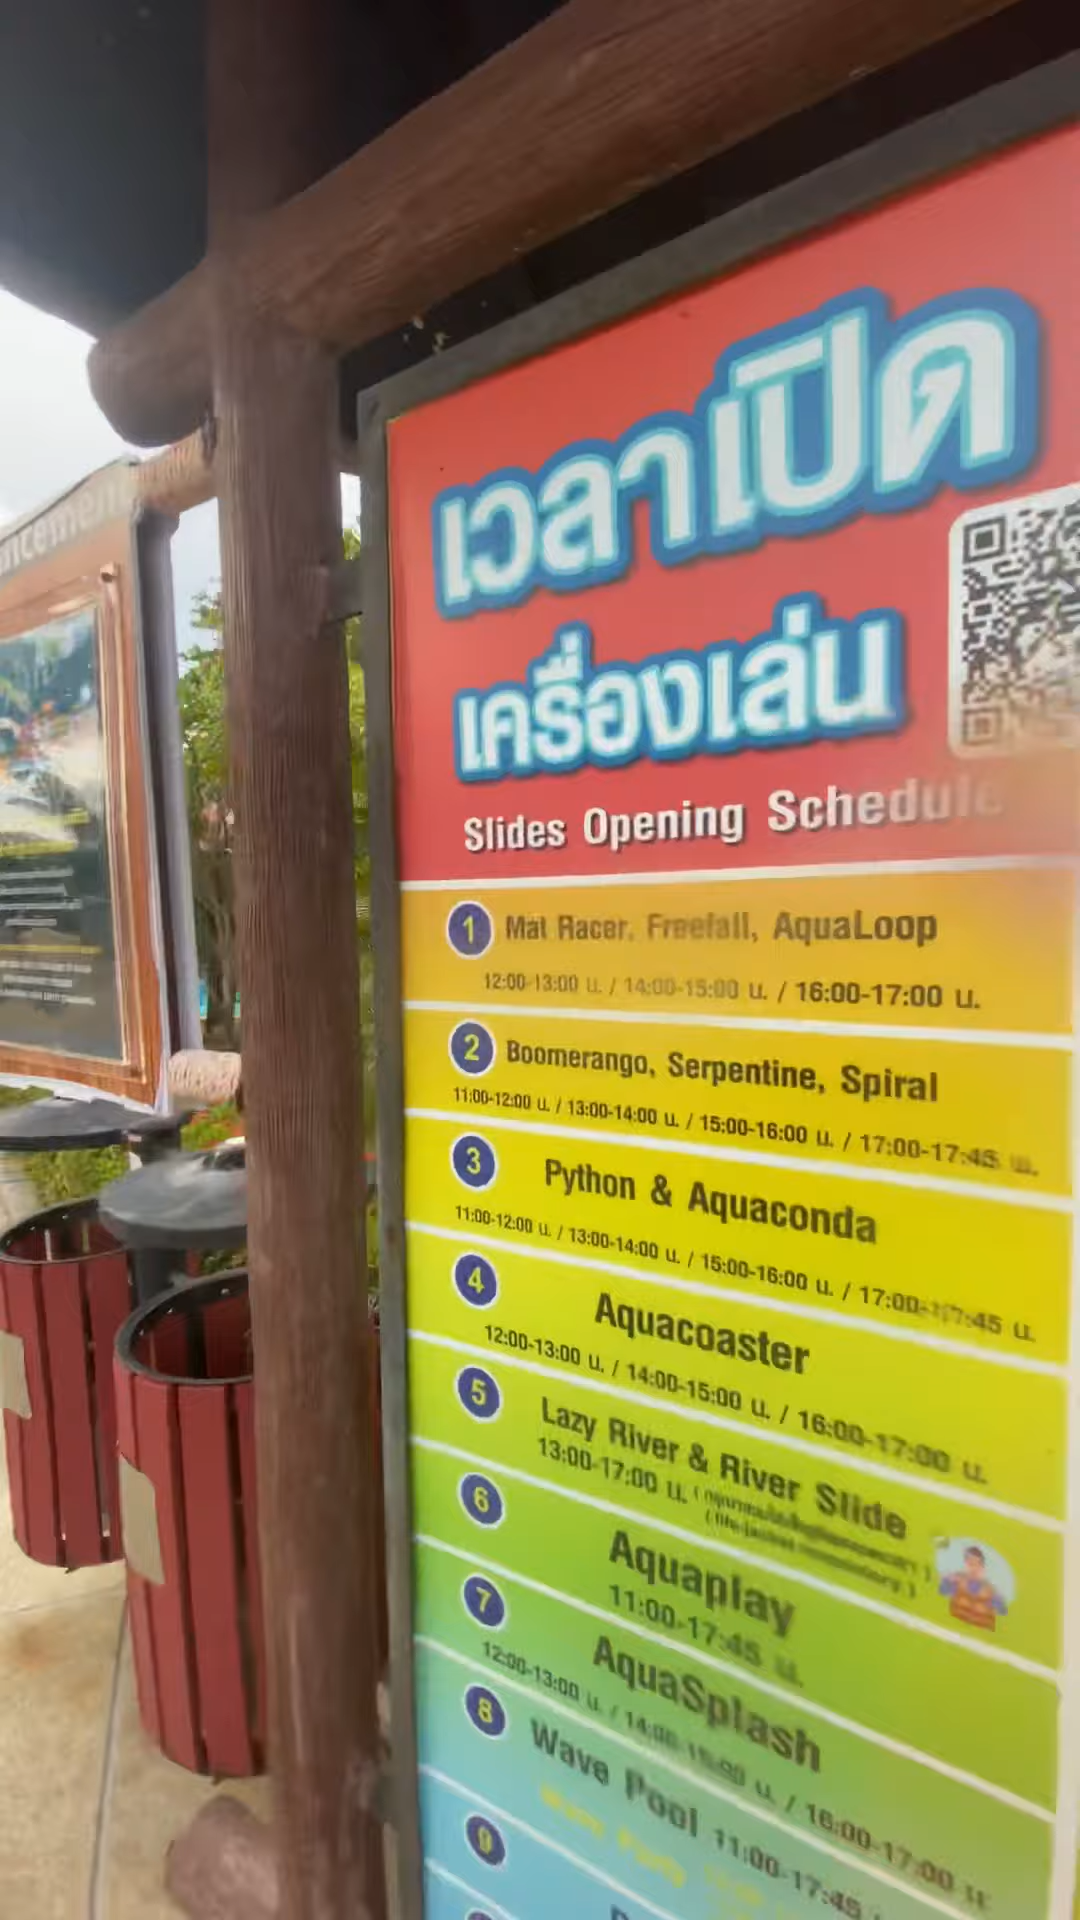 เวลาเปิด
เครื่องเล่น
Slides Opening Schedule
1 Mat Racer, Freefall, AquaLoop
12:00-13:00 น. / 14:00-15:00 น. / 16:00-17:00 น.
2 Boomerango, Serpentine, Spiral
11:00-12:00 น. / 13:00-14:00 น. / 15:00-16:00 น. / 17:00-17:45 น.
3 Python & Aquaconda
11:00-12:00 น. / 13:00-14:00 น. / 15:00-16:00 น. / 17:00-17:45 น.
4 Aquacoaster
12:00-13:00 น. / 14:00-15:00 น. / 16:00-17:00 น.
5 Lazy River & River Slide
13:00-17:00 น.
6 Aquaplay
11:00-17:45 น.
7 AquaSplash
12:00-13:00 น. / 14:00-15:00 น. / 16:00-17:00 น.
8 Wave Pool 11:00-17:45
9